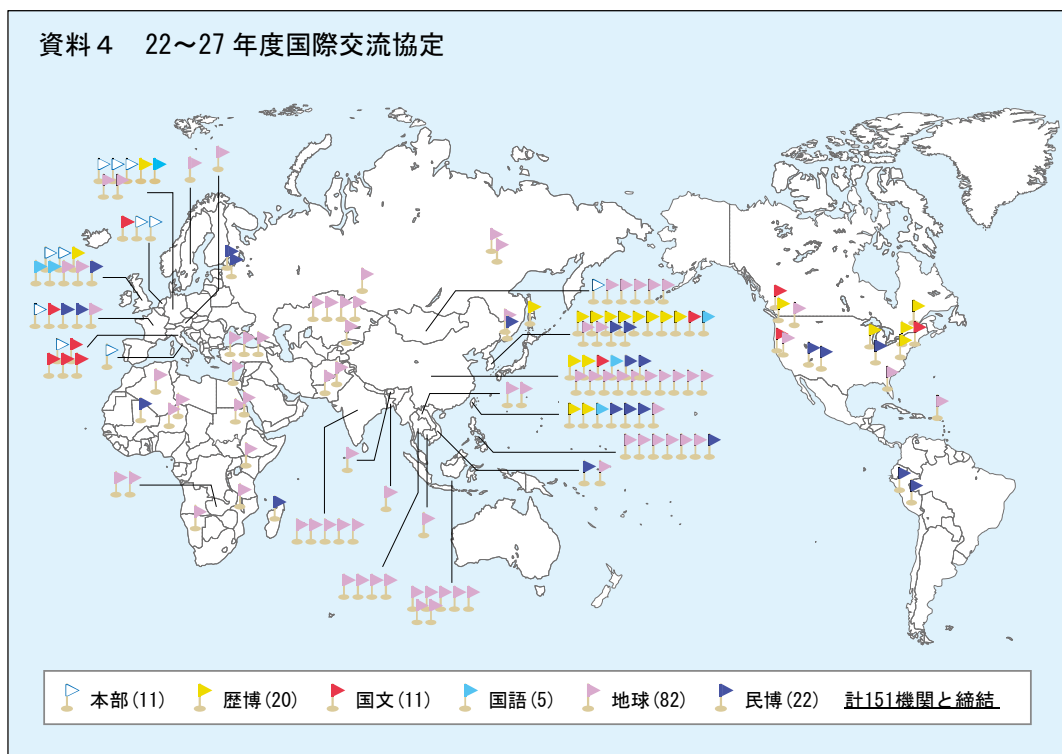 資料４　22～27年度国際交流協定
本部(11)　歴博(20)　国文(11)　国語(5)　地球(82)　民博(22)　計151機関と締結